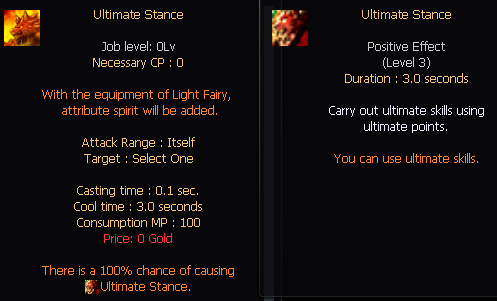 Ultimate Stance
Job level: 0Lv
Necessary CP : 0
With the equipment of Light Fairy,
attribute spirit will be added.
Attack Range : Itself
Target : Select One
Casting time : 0.1 sec.
Cool time : 3.0 seconds
Consumption MP : 100
Price: 0 Gold
There is a 100% chance of causing
Ultimate Stance.
Ultimate Stance
Positive Effect
(Level 3)
Duration : 3.0 seconds
Carry out ultimate skills using
ultimate points.
You can use ultimate skills.